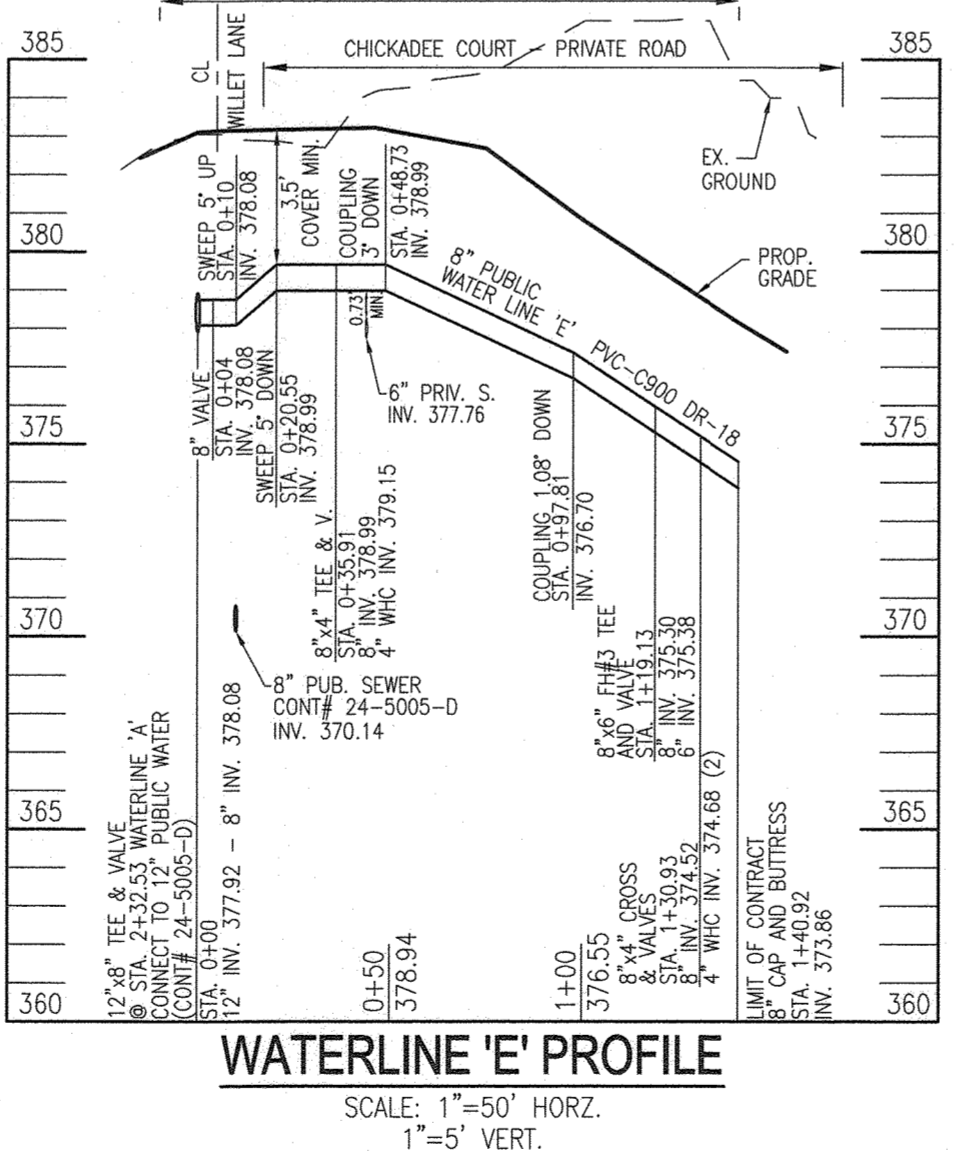 385
385
CL
WILLET LANE
CHICKADEE COURT - PRIVATE ROAD
EX.
GROUND
SWEEP 5° UP
STA. 0+10
INV. 378.08
3.5'
COVER MIN.
COUPLING
3° DOWN
STA. 0+48.73
INV. 378.99
380
380
8" PUBLIC
WATER LINE 'E'
PVC-C900 DR-18
PROP.
GRADE
0.73'
MIN.
8" VALVE
STA. 0+04
INV. 378.08
SWEEP 5° DOWN
STA. 0+20.55
INV. 378.99
6" PRIV. S.
INV. 377.76
375
375
8"x4" TEE & V.
STA. 0+35.91
8" INV. 378.99
4" WHC INV. 379.15
COUPLING 1.08° DOWN
STA. 0+97.81
INV. 376.70
370
370
8" PUB. SEWER
CONT# 24-5005-D
INV. 370.14
8"x6" FH#3 TEE
AND VALVE
STA. 1+19.13
8" INV. 375.30
6" INV. 375.38
365
365
12"x8" TEE & VALVE
@ STA. 2+32.53 WATERLINE 'A'
CONNECT TO 12" PUBLIC WATER
(CONT# 24-5005-D)
STA. 0+00
12" INV. 377.92 - 8" INV. 378.08
0+50
378.94
1+00
376.55
8"x4" CROSS
& VALVES
STA. 1+30.93
8" INV. 374.52
4" WHC INV. 374.68 (2)
LIMIT OF CONTRACT
8" CAP AND BUTTRESS
STA. 1+40.92
INV. 373.86
360
360
WATERLINE 'E' PROFILE
SCALE: 1"=50' HORZ.
1"=5' VERT.